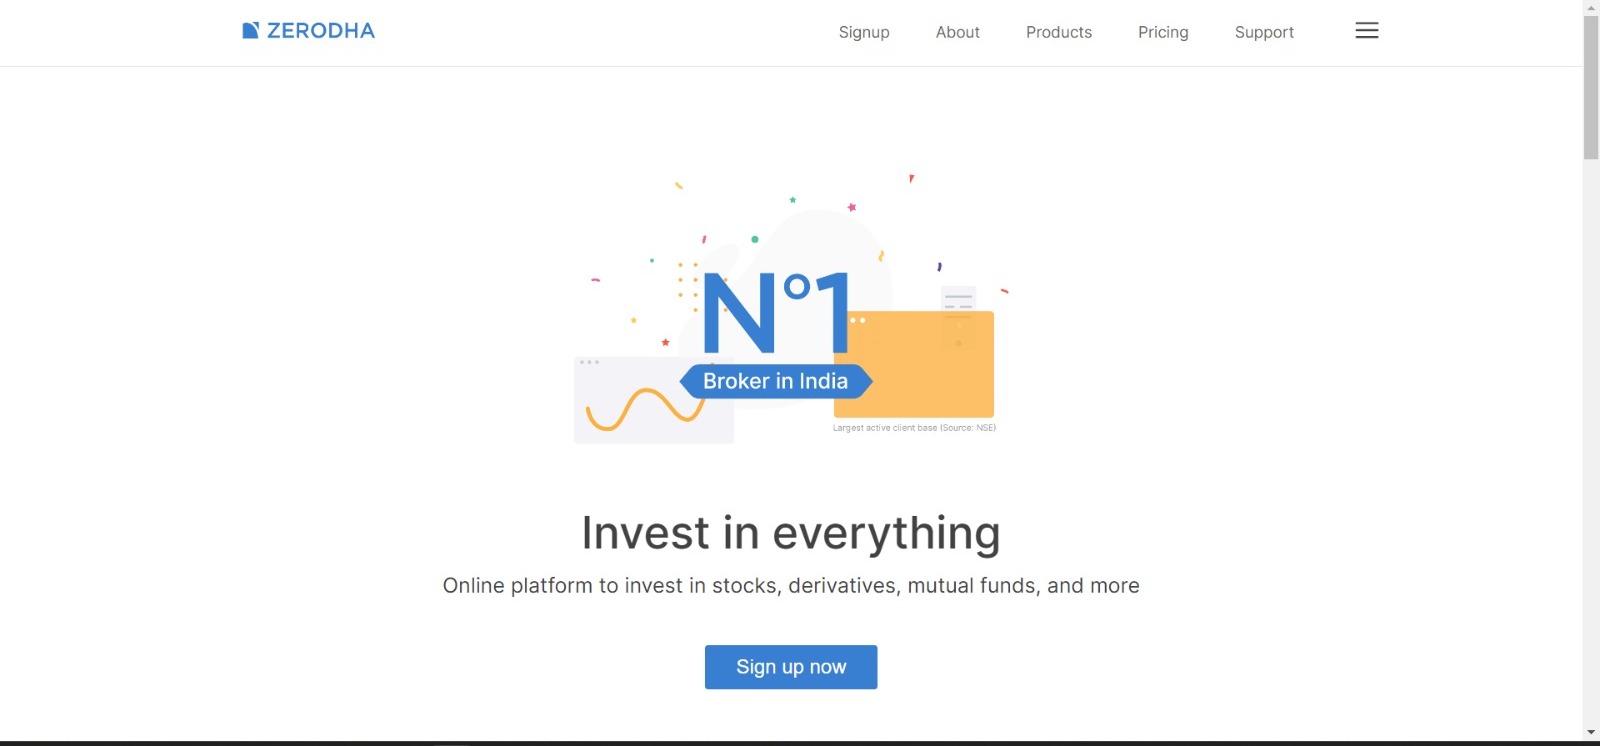 ZERODHA
Signup About Products Pricing Support
N°1
Broker in India
Largest active client base (Source: NSE)
Invest in everything
Online platform to invest in stocks, derivatives, mutual funds, and more
Sign up now